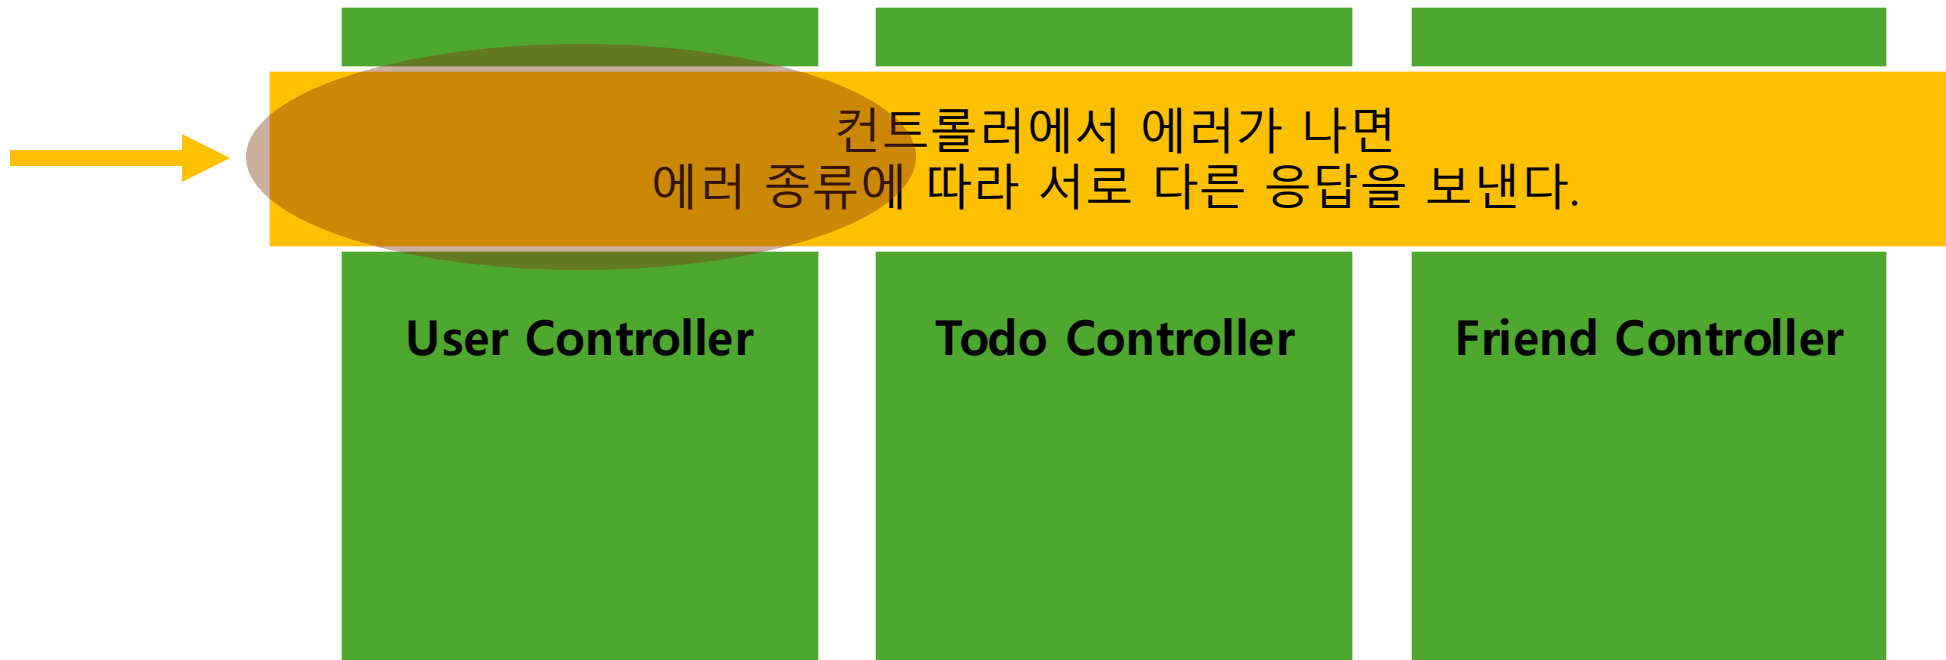 컨트롤러에서 에러가 나면
에러 종류에 따라 서로 다른 응답을 보낸다.
User Controller
Todo Controller
Friend Controller